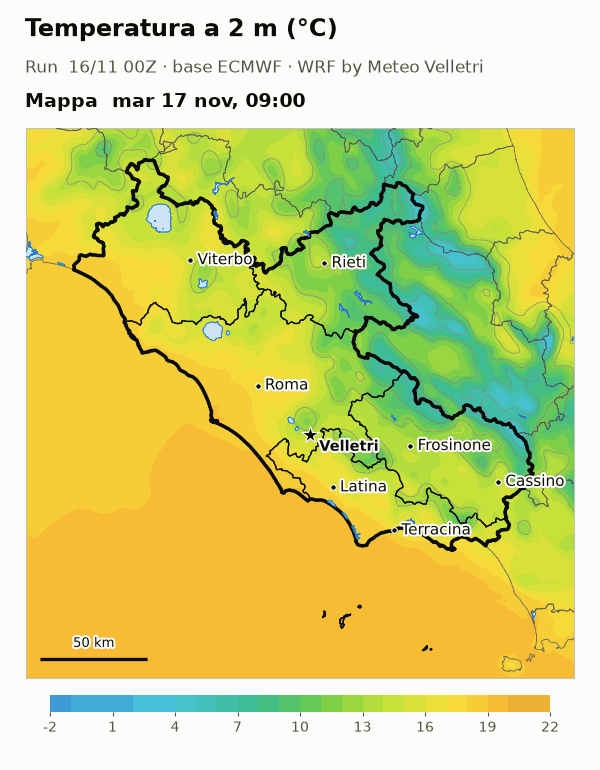 Temperatura a 2 m (°C)
Run  16/11 00Z · base ECMWF · WRF by Meteo Velletri
Mappa  mar 17 nov, 09:00
Viterbo
Rieti
Roma
Velletri
Frosinone
Cassino
Latina
Terracina
50 km
-2 1 4 7 10 13 16 19 22